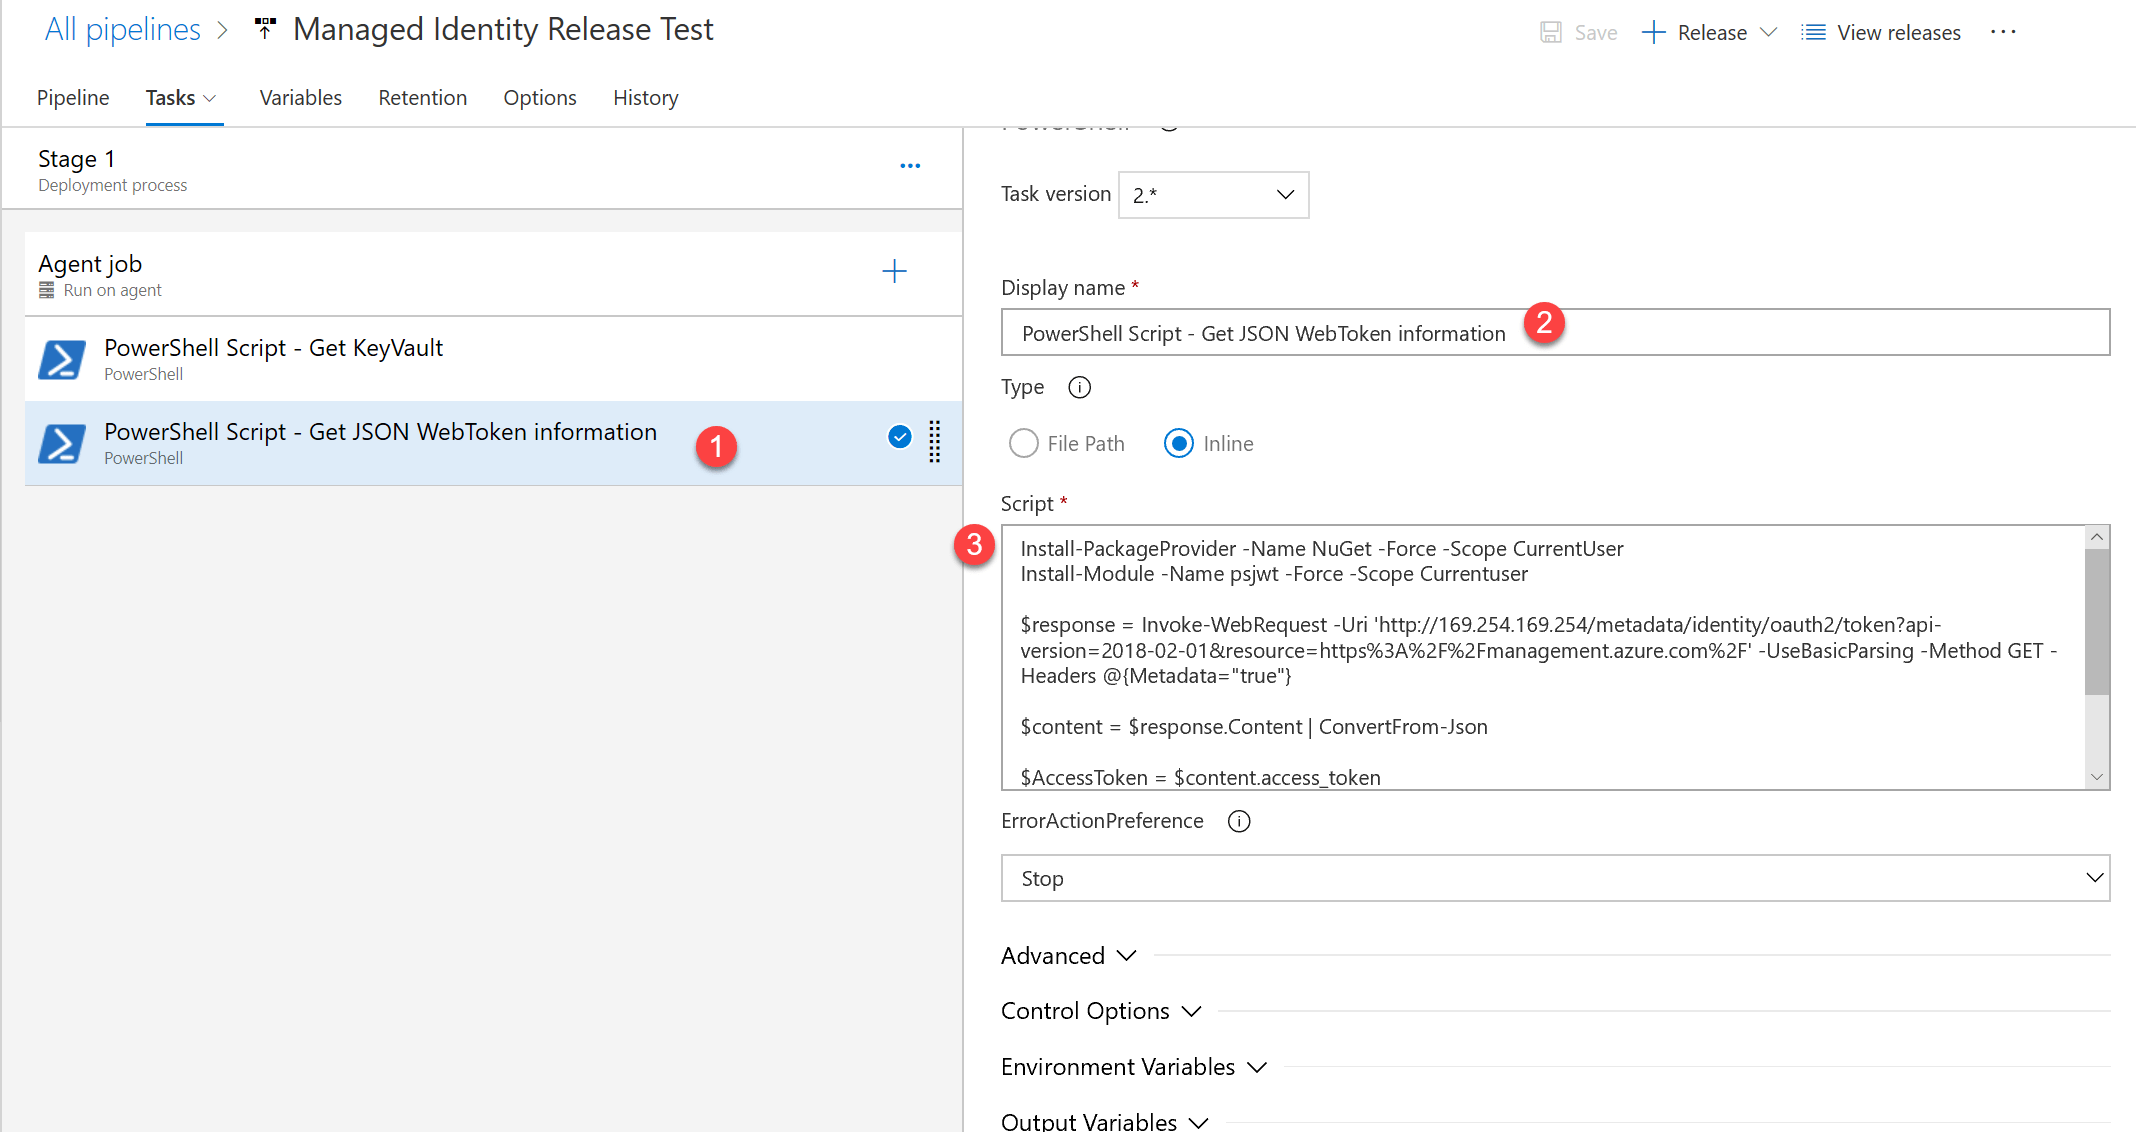 All pipelines > Managed Identity Release Test
Save + Release View releases ...
Pipeline Tasks Variables Retention Options History
Stage 1
Deployment process
Agent job
Run on agent
PowerShell Script - Get KeyVault
PowerShell
PowerShell Script - Get JSON WebToken information
PowerShell
1
Task version 2.*
Display name *
PowerShell Script - Get JSON WebToken information
2
Type
File Path Inline
Script *
3
Install-PackageProvider -Name NuGet -Force -Scope CurrentUser
Install-Module -Name psjwt -Force -Scope Currentuser
$response = Invoke-WebRequest -Uri 'http://169.254.169.254/metadata/identity/oauth2/token?api-
version=2018-02-01&resource=https%3A%2F%2Fmanagement.azure.com%2F' -UseBasicParsing -Method GET -
Headers @{Metadata="true"}
$content = $response.Content | ConvertFrom-Json
$AccessToken = $content.access_token
ErrorActionPreference
Stop
Advanced
Control Options
Environment Variables
Output Variables